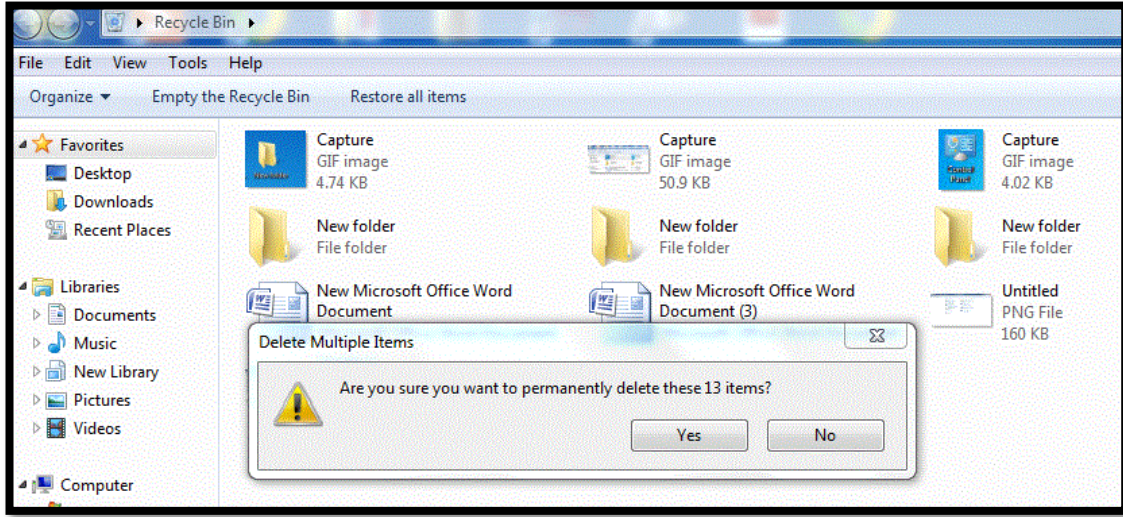 Recycle Bin
File Edit View Tools Help
Organize Empty the Recycle Bin Restore all items
Favorites
Desktop
Downloads
Recent Places
Libraries
Documents
Music
New Library
Pictures
Videos
Computer
Capture
GIF image
4.74 KB
Capture
GIF image
50.9 KB
Capture
GIF image
4.02 KB
New folder
File folder
New folder
File folder
New folder
File folder
New Microsoft Office Word
Document
New Microsoft Office Word
Document (3)
Untitled
PNG File
160 KB
Delete Multiple Items
Are you sure you want to permanently delete these 13 items?
Yes No